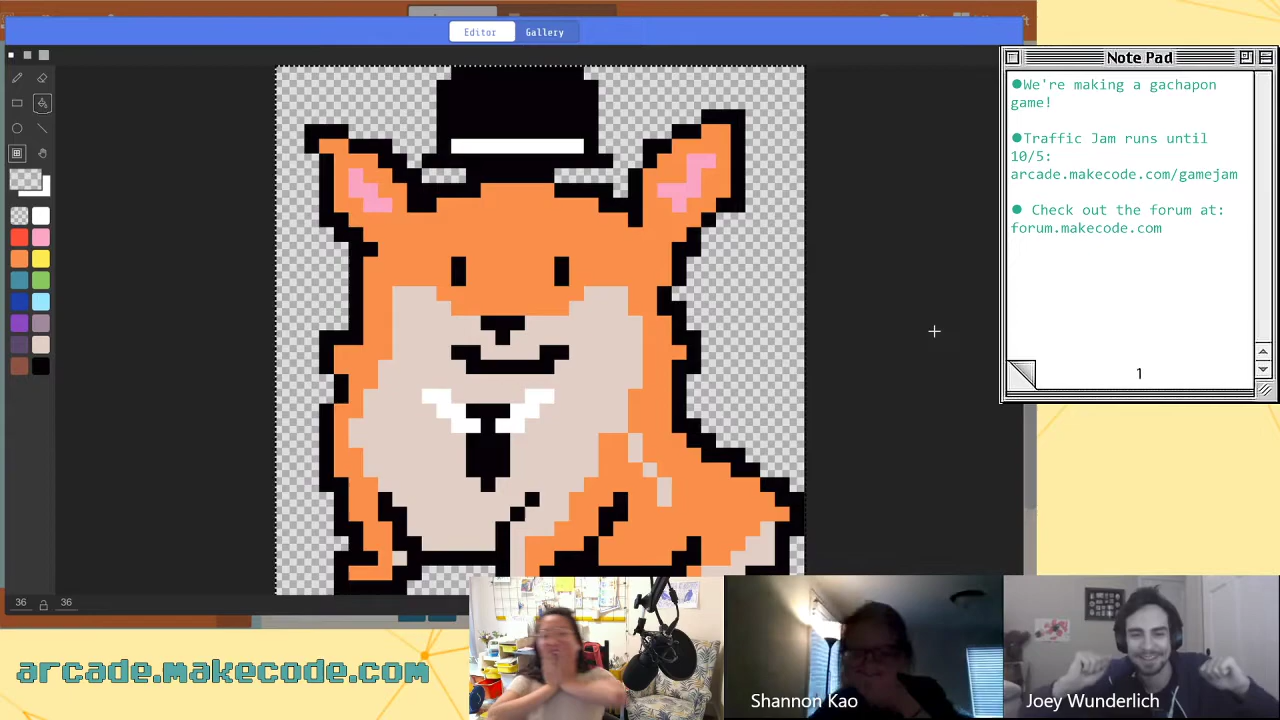 Editor
Gallery
Note Pad
●We're making a gachapon
game!
●Traffic Jam runs until
10/5:
arcade.makecode.com/gamejam
● Check out the forum at:
forum.makecode.com
1
36
36
arcade.makecode.com
Shannon Kao
Joey Wunderlich